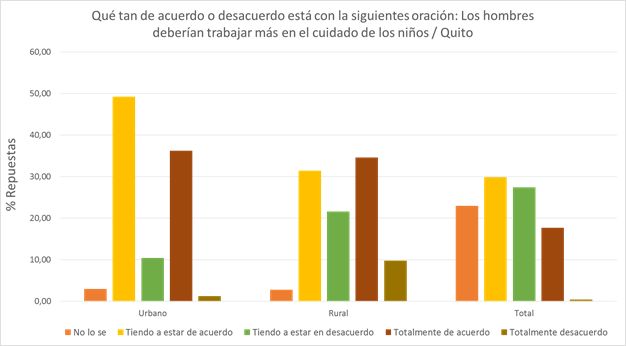 Qué tan de acuerdo o desacuerdo está con la siguientes oración: Los hombres
deberían trabajar más en el cuidado de los niños / Quito
60,00
50,00
40,00
30,00
20,00
10,00
0,00
% Repuestas
Urbano Rural Total
No lo se Tiendo a estar de acuerdo Tiendo a estar en desacuerdo Totalmente de acuerdo Totalmente desacuerdo